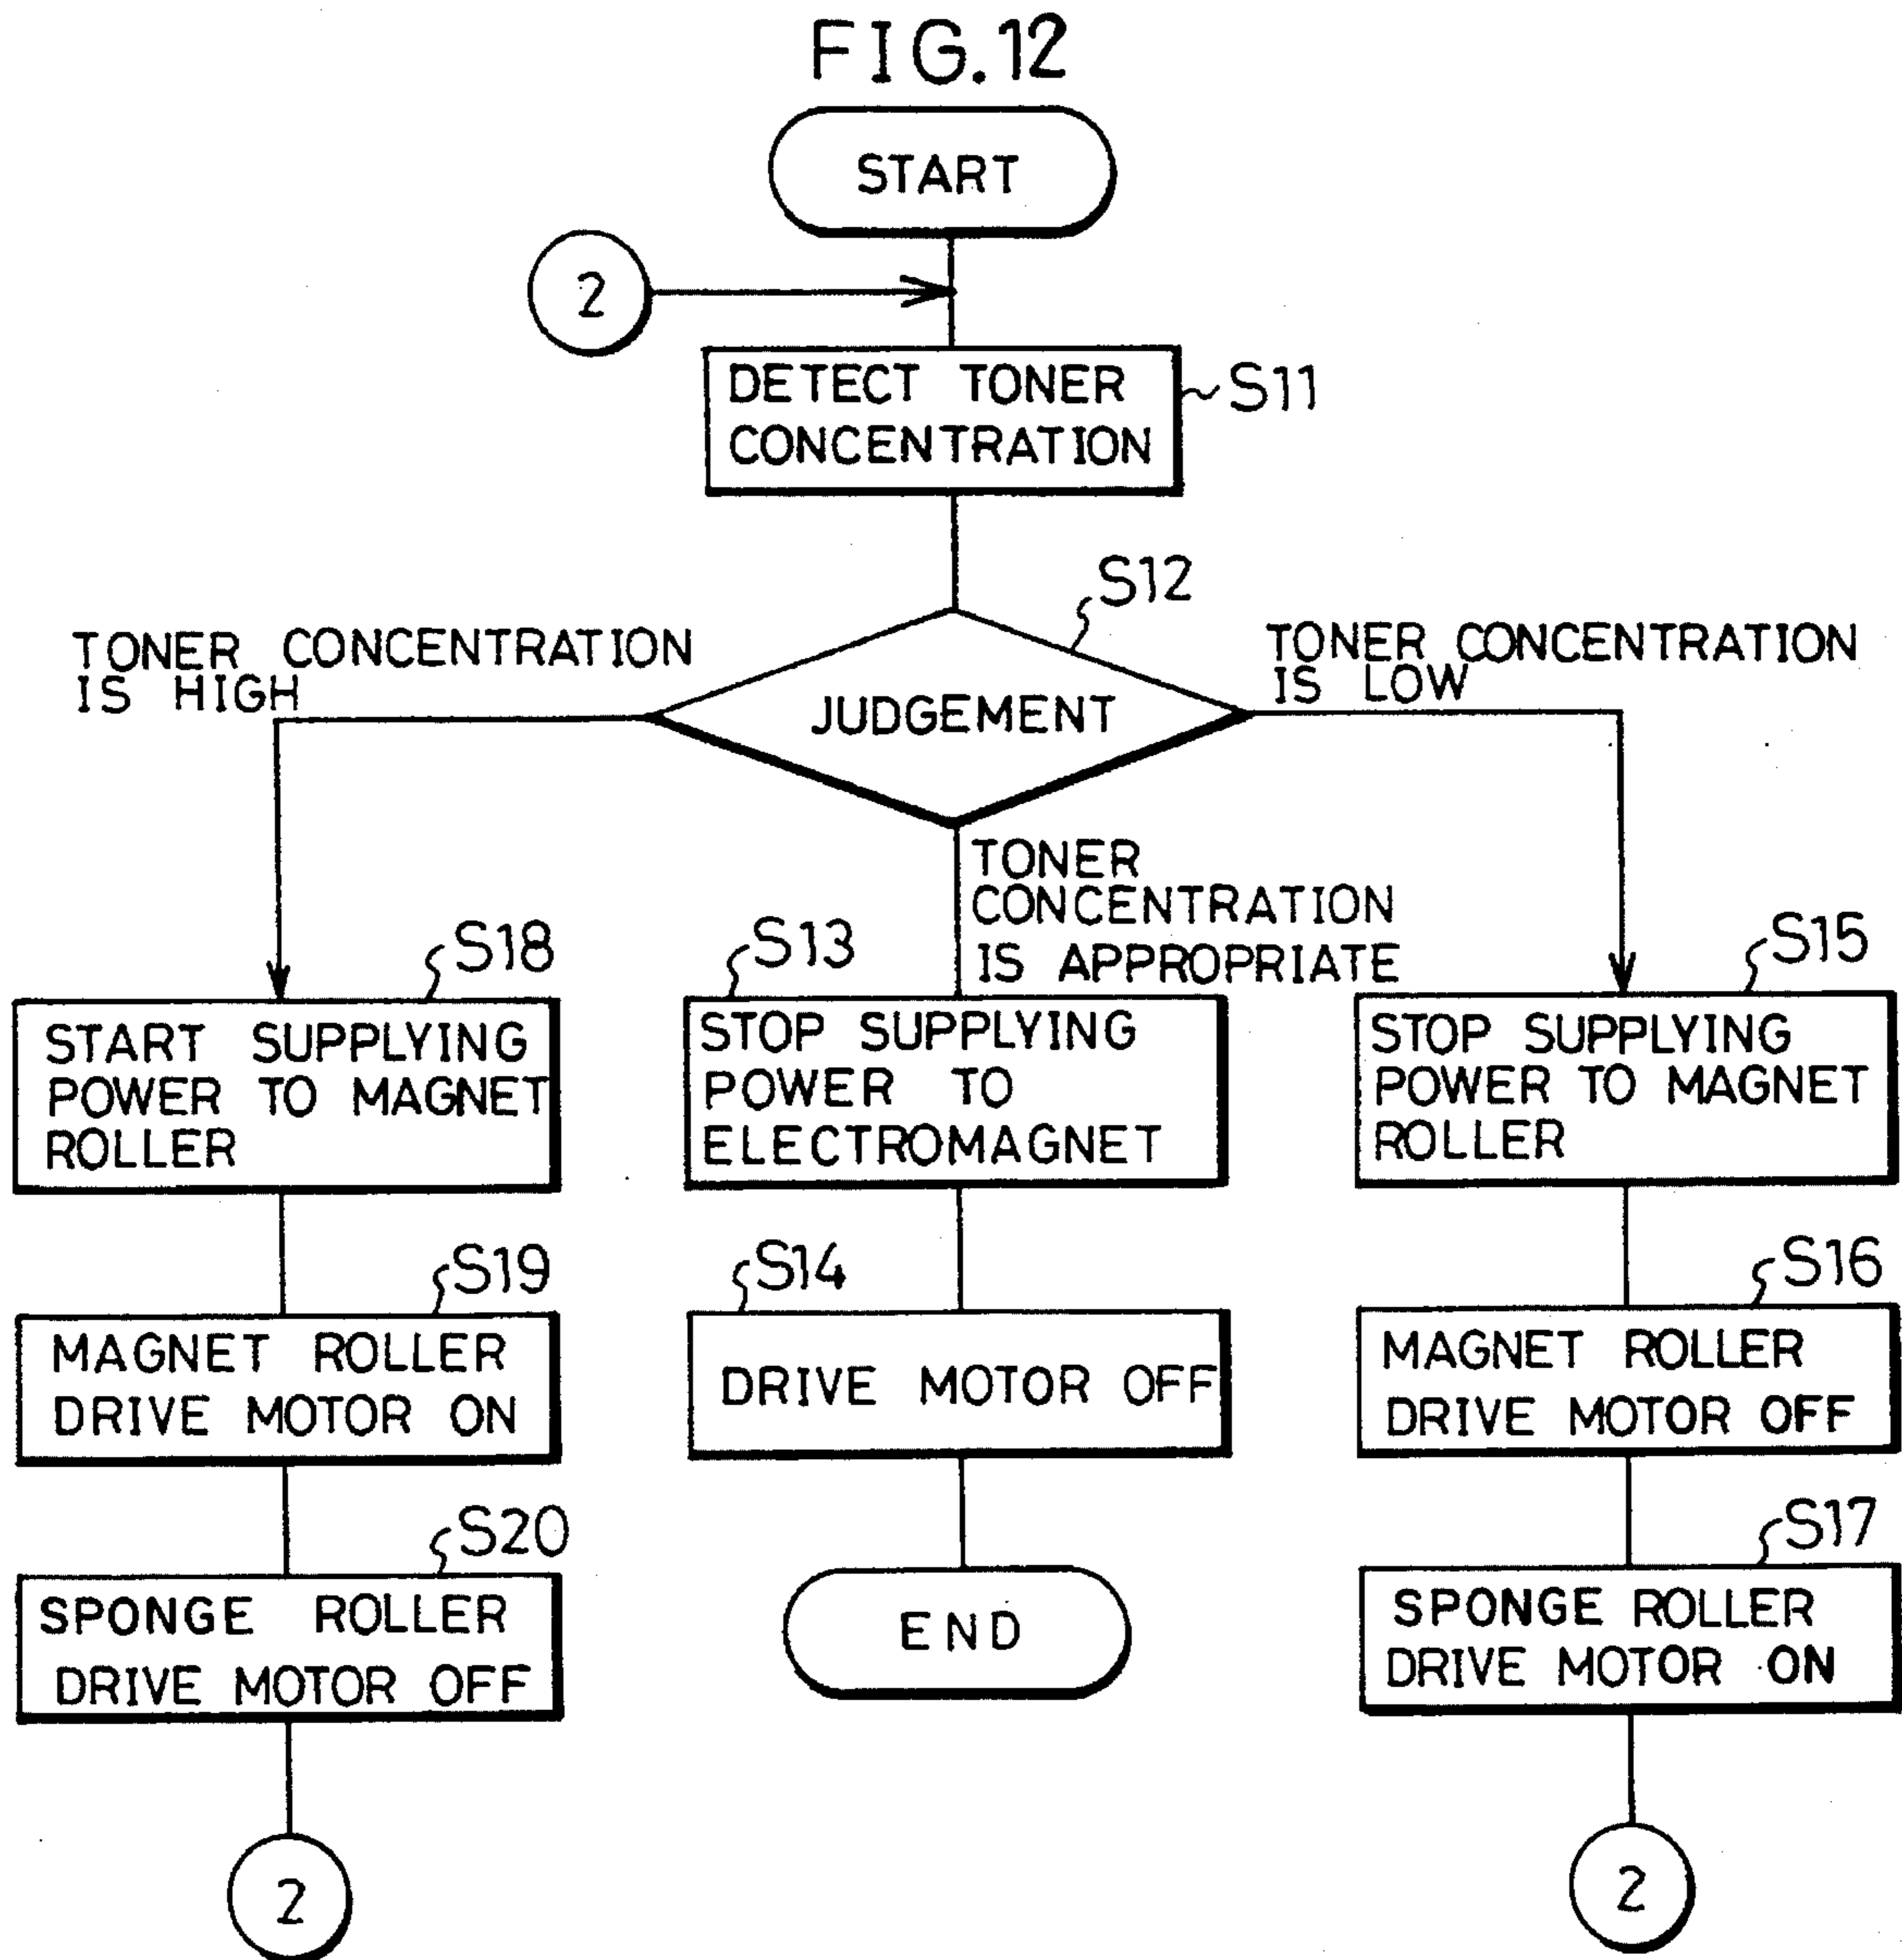 FIG.12
START
2
DETECT TONER
CONCENTRATION
S11
S12
JUDGEMENT
TONER CONCENTRATION
IS HIGH
TONER CONCENTRATION
IS LOW
TONER
CONCENTRATION
IS APPROPRIATE
S18
START SUPPLYING
POWER TO MAGNET
ROLLER
S19
MAGNET ROLLER
DRIVE MOTOR ON
S20
SPONGE ROLLER
DRIVE MOTOR OFF
2
S13
STOP SUPPLYING
POWER TO
ELECTROMAGNET
S14
DRIVE MOTOR OFF
END
S15
STOP SUPPLYING
POWER TO MAGNET
ROLLER
S16
MAGNET ROLLER
DRIVE MOTOR OFF
S17
SPONGE ROLLER
DRIVE MOTOR ON
2